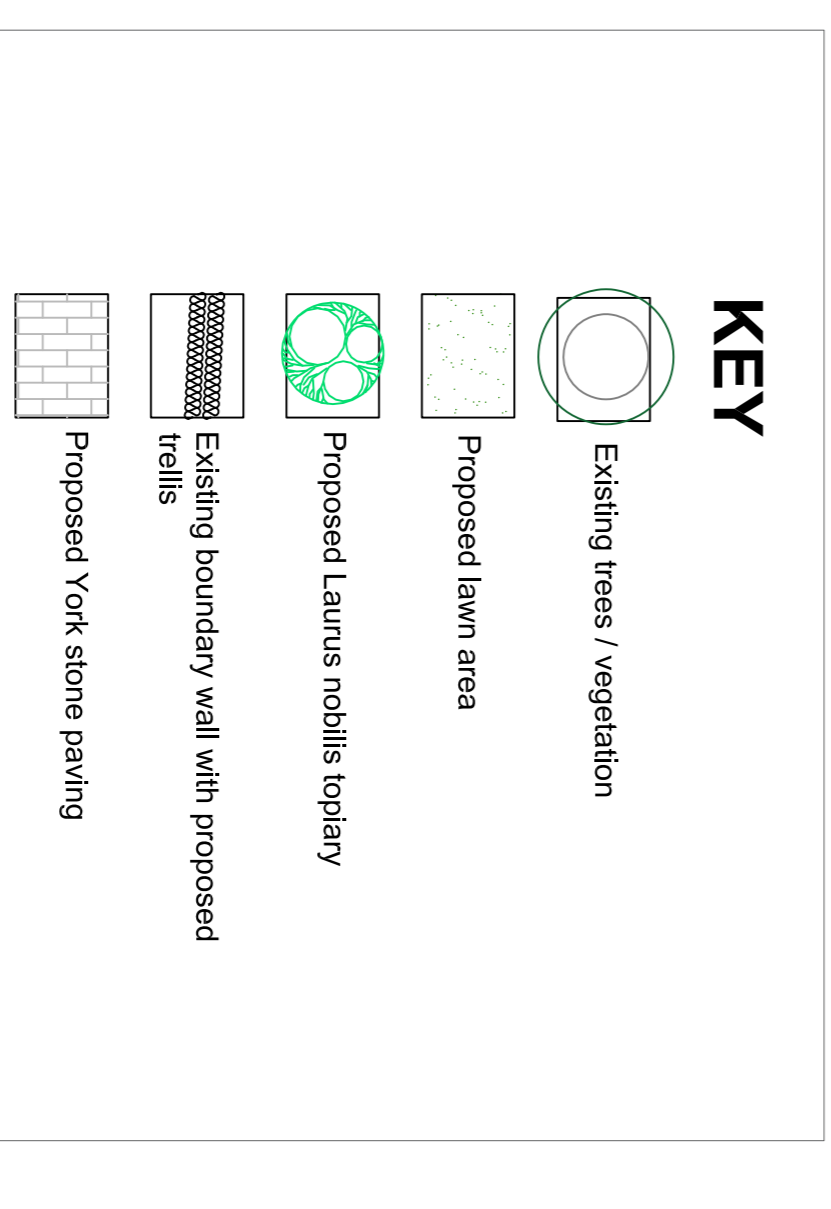 KEY
Existing trees / vegetation
Proposed lawn area
Proposed Laurus nobilis topiary
Existing boundary wall with proposed
trellis
Proposed York stone paving